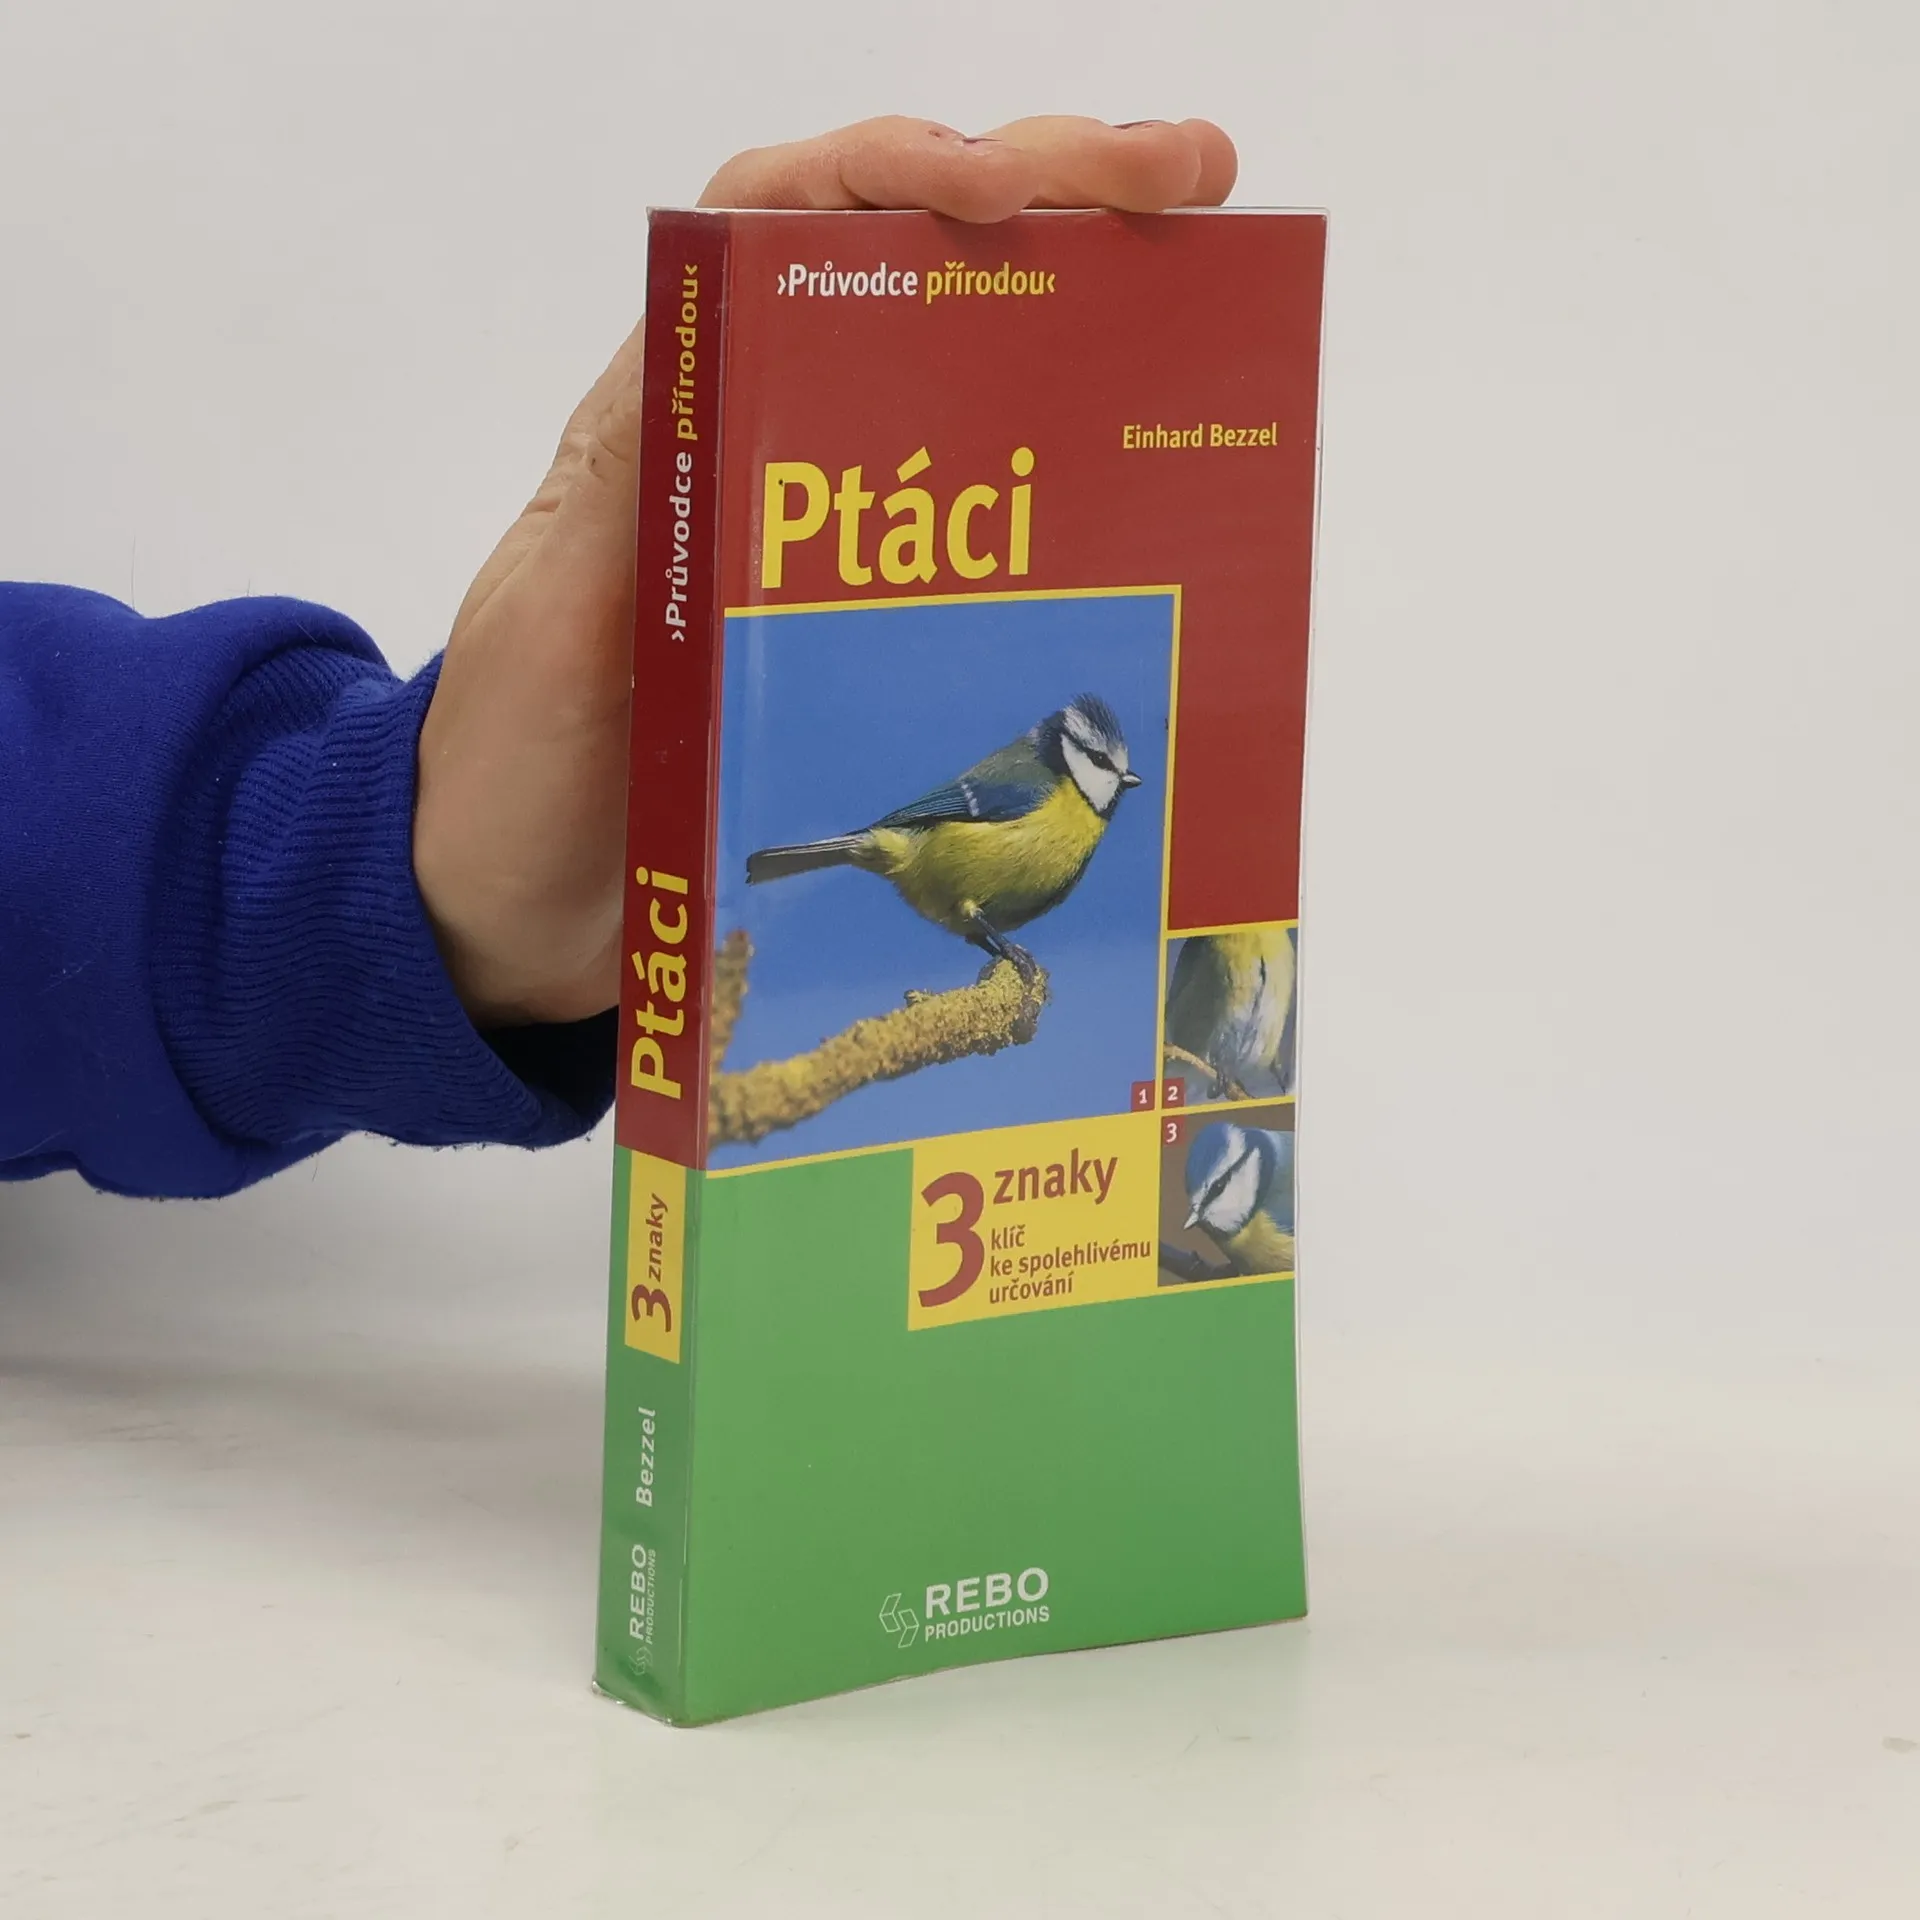 ›Průvodce přírodou‹
Einhard Bezzel
Ptáci
1
2
3
3 znaky
klíč
ke spolehlivému
určování
REBO
PRODUCTIONS
›Průvodce přírodou‹
Ptáci
3 znaky
Bezzel
REBO
PRODUCTIONS